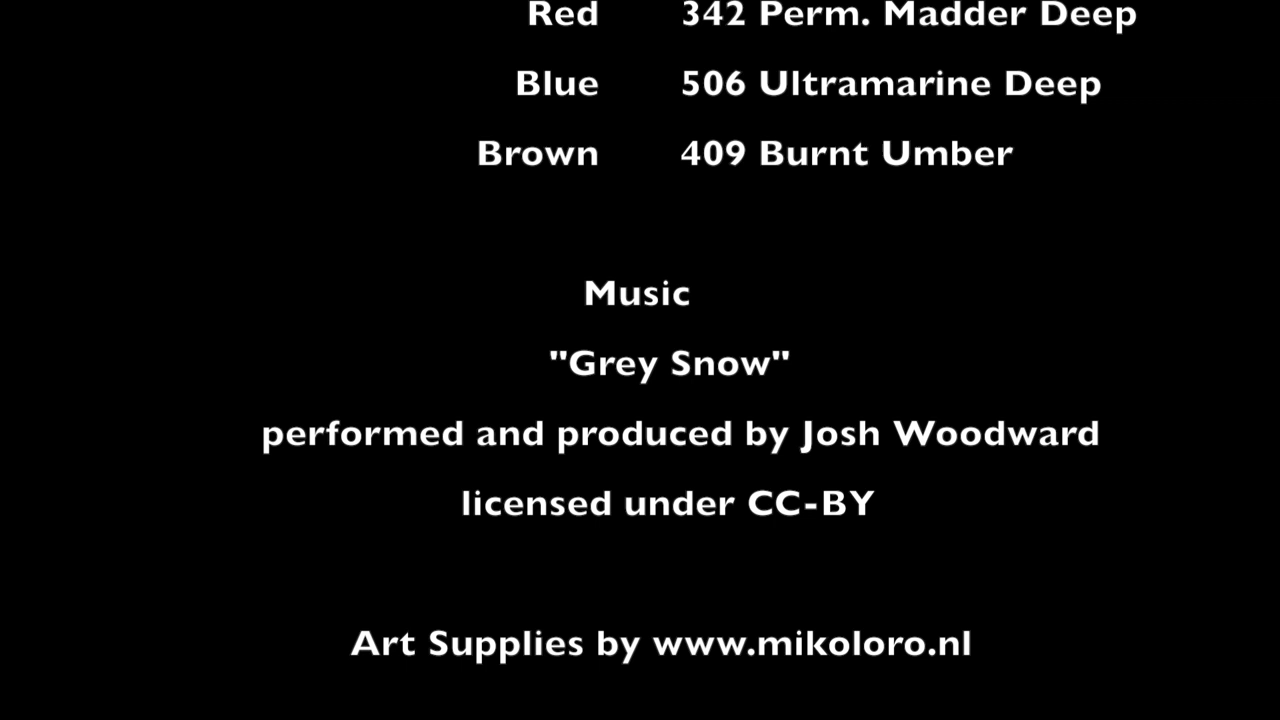 Red 342 Perm. Madder Deep
Blue 506 Ultramarine Deep
Brown 409 Burnt Umber
Music
"Grey Snow"
performed and produced by Josh Woodward
licensed under CC-BY
Art Supplies by www.mikoloro.nl